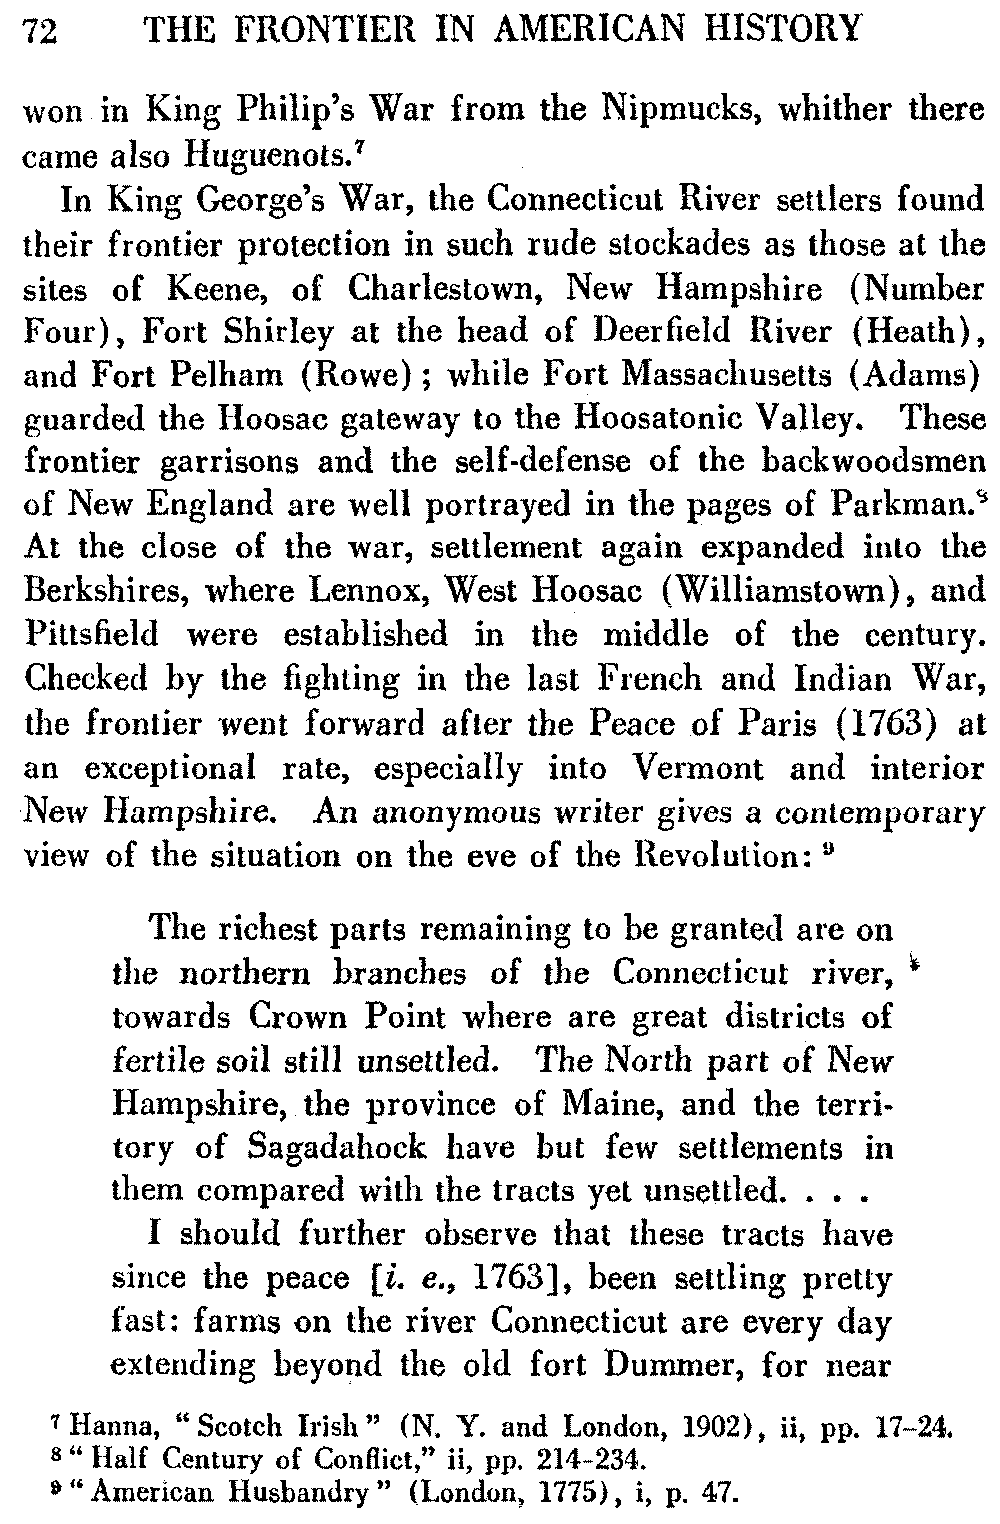 72 THE FRONTIER IN AMERICAN HISTORY
won in King Philip's War from the Nipmucks, whither there
came also Huguenots.⁷
In King George's War, the Connecticut River settlers found
their frontier protection in such rude stockades as those at the
sites of Keene, of Charlestown, New Hampshire (Number
Four), Fort Shirley at the head of Deerfield River (Heath),
and Fort Pelham (Rowe); while Fort Massachusetts (Adams)
guarded the Hoosac gateway to the Hoosatonic Valley. These
frontier garrisons and the self-defense of the backwoodsmen
of New England are well portrayed in the pages of Parkman.⁸
At the close of the war, settlement again expanded into the
Berkshires, where Lennox, West Hoosac (Williamstown), and
Pittsfield were established in the middle of the century.
Checked by the fighting in the last French and Indian War,
the frontier went forward after the Peace of Paris (1763) at
an exceptional rate, especially into Vermont and interior
New Hampshire. An anonymous writer gives a contemporary
view of the situation on the eve of the Revolution: ⁹
The richest parts remaining to be granted are on
the northern branches of the Connecticut river,
towards Crown Point where are great districts of
fertile soil still unsettled. The North part of New
Hampshire, the province of Maine, and the terri-
tory of Sagadahock have but few settlements in
them compared with the tracts yet unsettled. . . .
I should further observe that these tracts have
since the peace [i. e., 1763], been settling pretty
fast: farms on the river Connecticut are every day
extending beyond the old fort Dummer, for near
⁷ Hanna, "Scotch Irish" (N. Y. and London, 1902), ii, pp. 17-24.
⁸ "Half Century of Conflict," ii, pp. 214-234.
⁹ "American Husbandry" (London, 1775), i, p. 47.